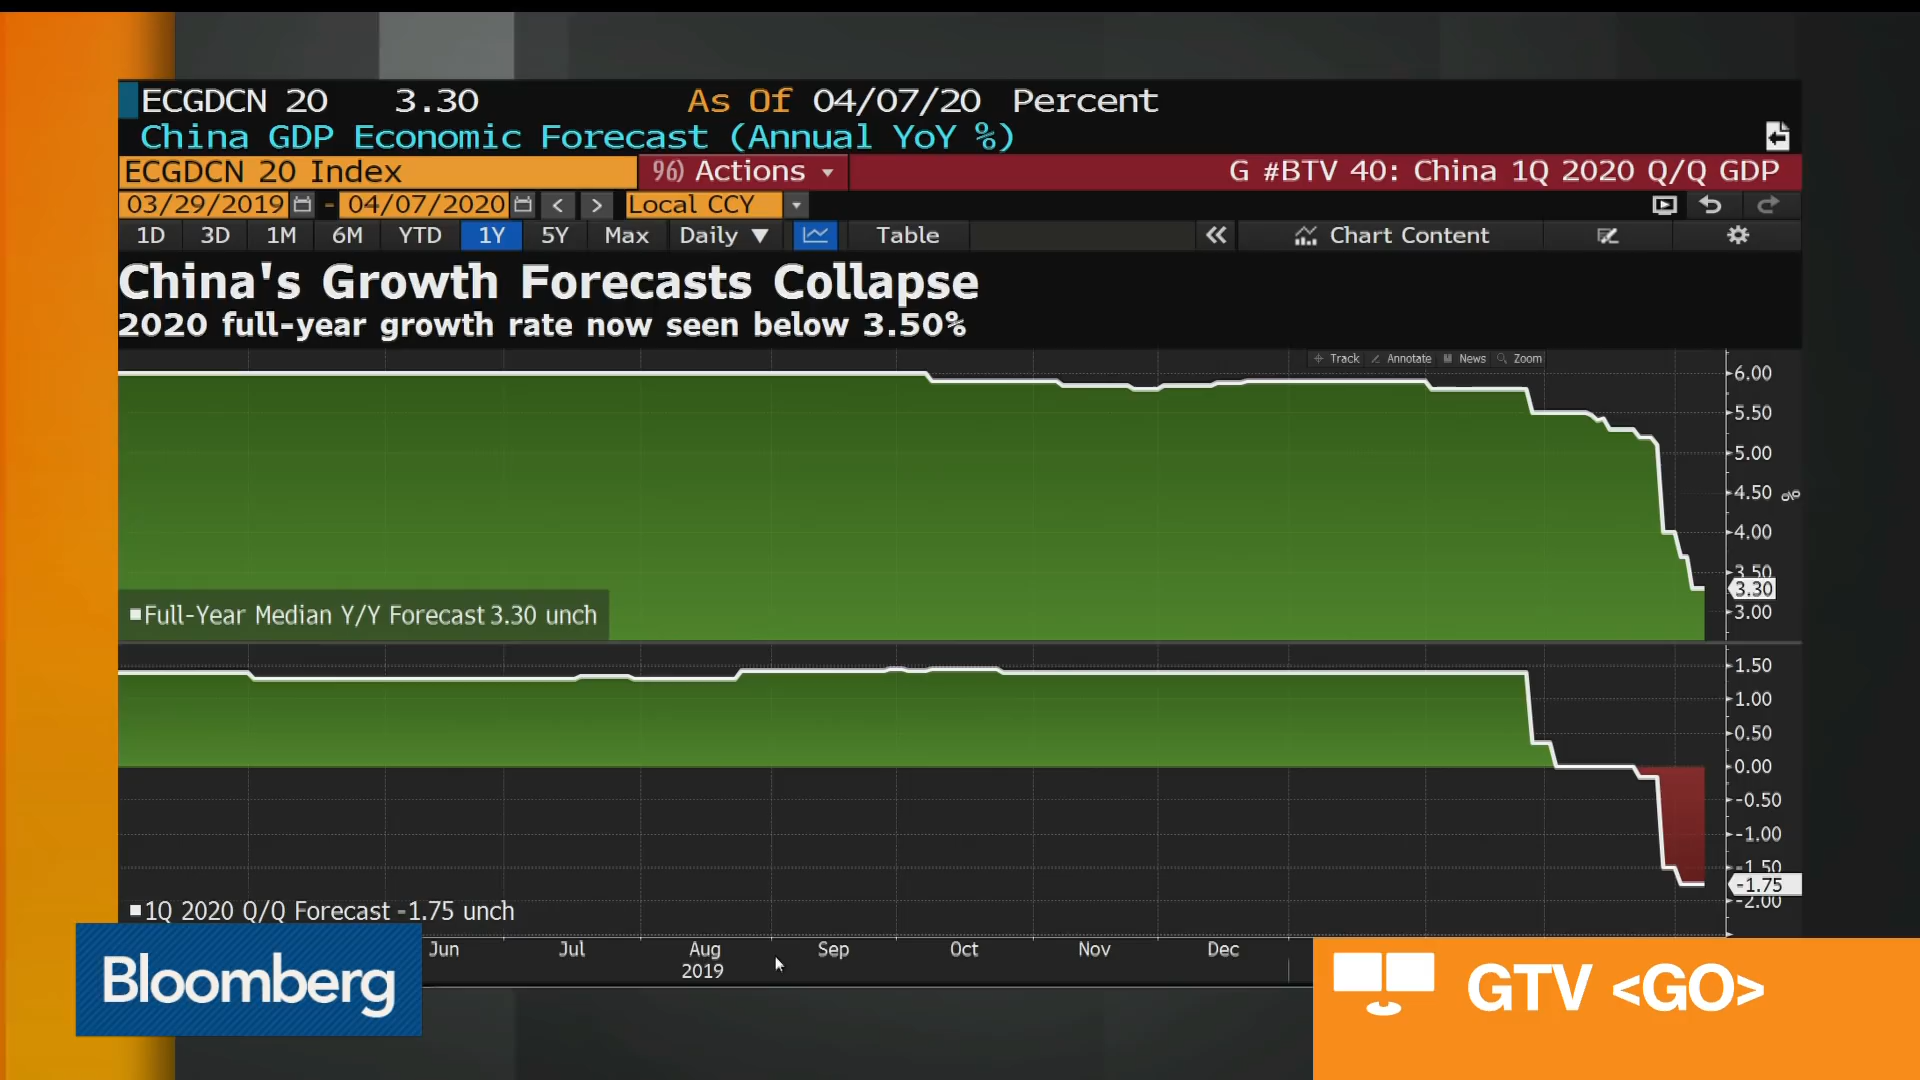 ECGDCN 20 3.30 As Of 04/07/20 Percent
China GDP Economic Forecast (Annual YoY %)
ECGDCN 20 Index 96) Actions G #BTV 40: China 1Q 2020 Q/Q GDP
03/29/2019 - 04/07/2020 < > Local CCY
1D 3D 1M 6M YTD 1Y 5Y Max Daily ▼ Table « Chart Content
China's Growth Forecasts Collapse
2020 full-year growth rate now seen below 3.50%
Track Annotate News Zoom
6.00
5.50
5.00
4.50 %
4.00
3.50
3.30
3.00
Full-Year Median Y/Y Forecast 3.30 unch
1.50
1.00
0.50
0.00
-0.50
-1.00
-1.50
-1.75
-2.00
1Q 2020 Q/Q Forecast -1.75 unch
Jun Jul Aug Sep Oct Nov Dec
2019
Bloomberg
GTV <GO>